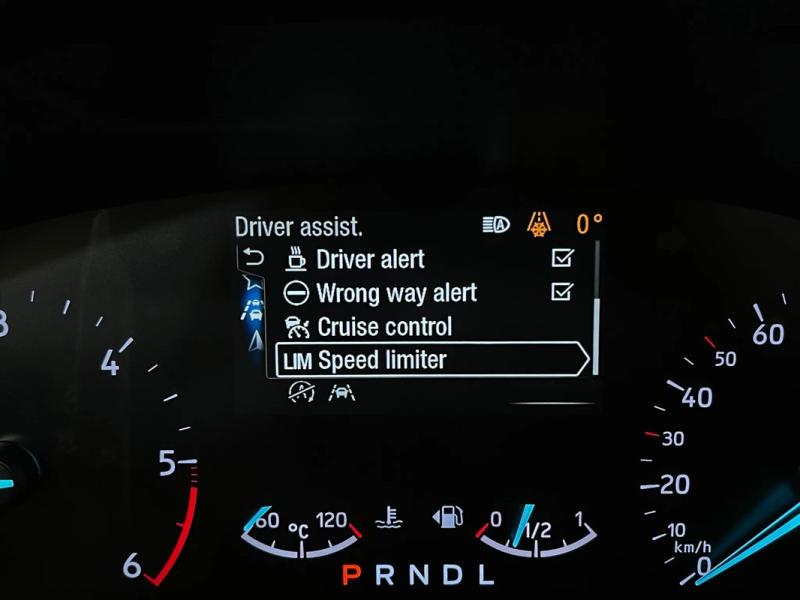 Driver assist. A 0°
Driver alert
Wrong way alert
Cruise control
LIM Speed limiter
A
3
4
5
6
60
50
40
30
20
10
km/h
0
60 °C 120
0 1/2 1
P R N D L